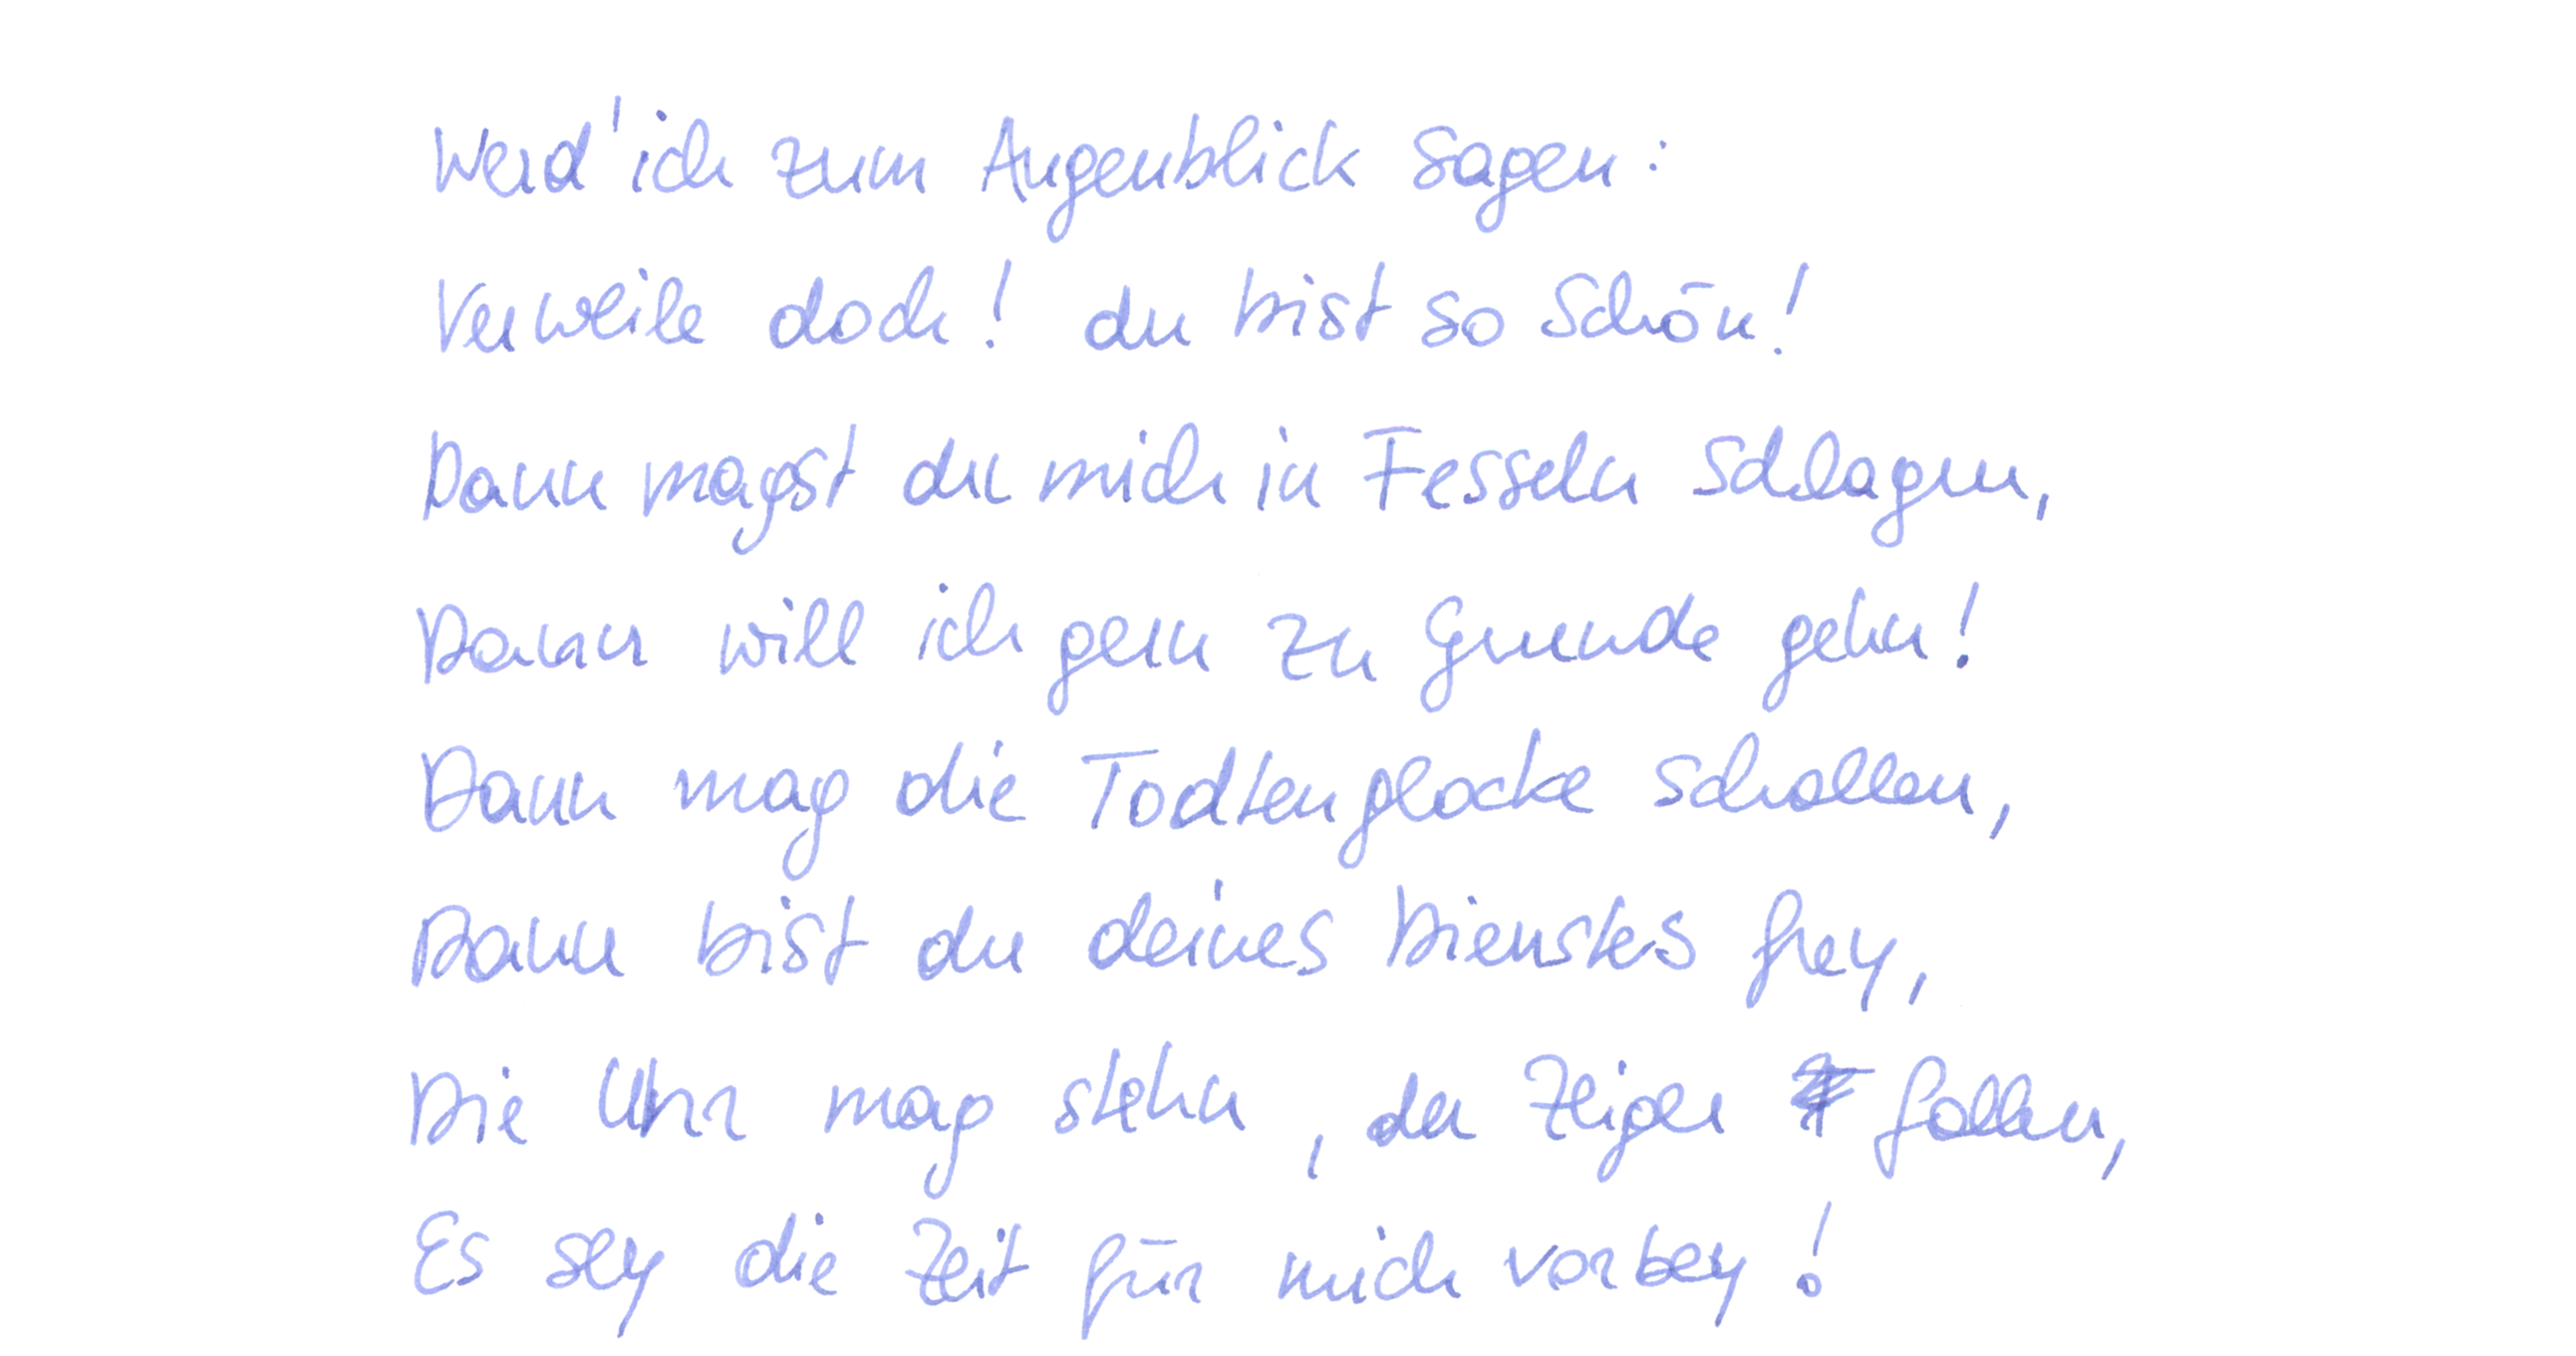 Werd' ich zum Augenblick sagen:
Verweile doch! du bist so schön!
Dann magst du mich in Fesseln schlagen,
Dann will ich gern zu Grunde gehn!
Dann mag die Todtenglocke schallen,
Dann bist du deines Dienstes frey,
Die Uhr mag stehn, der Zeiger fallen,
Es sey die Zeit für mich vorbey!